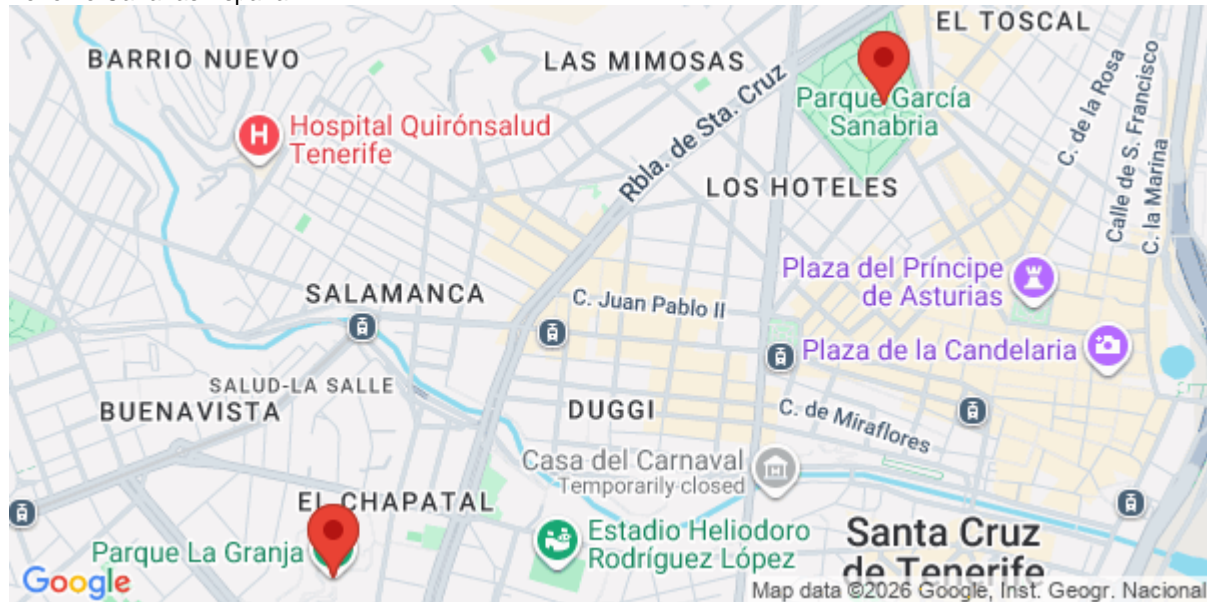 EL TOSCAL
BARRIO NUEVO
LAS MIMOSAS
Parque García
Sanabria
C. de la Rosa
Calle de S. Francisco
C. la Marina
Hospital Quirónsalud
Tenerife
Rbla. de Sta. Cruz
LOS HOTELES
Plaza del Príncipe
de Asturias
SALAMANCA
C. Juan Pablo II
Plaza de la Candelaria
SALUD-LA SALLE
BUENAVISTA
DUGGI
C. de Miraflores
Casa del Carnaval
Temporarily closed
EL CHAPATAL
Parque La Granja
Estadio Heliodoro
Rodríguez López
Santa Cruz
de Tenerife
Google
Map data ©2026 Google, Inst. Geogr. Nacional